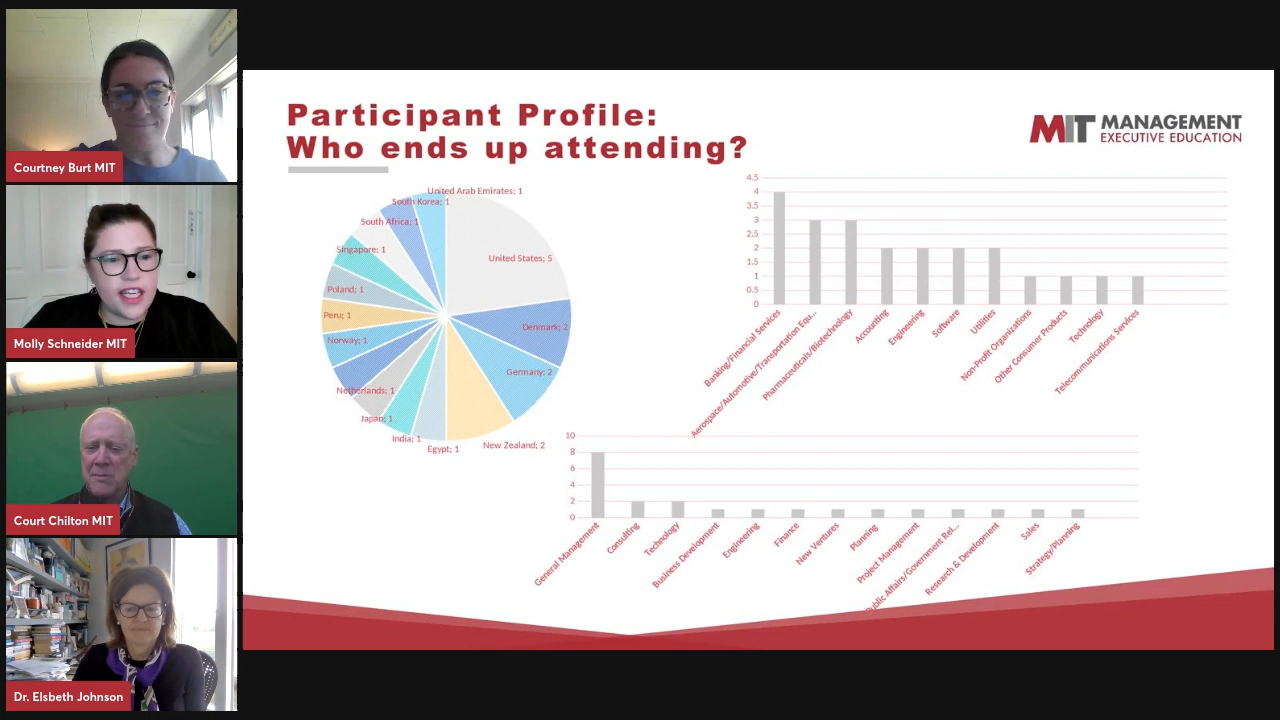 Courtney Burt MIT
Molly Schneider MIT
Court Chilton MIT
Dr. Elsbeth Johnson
Participant Profile:
Who ends up attending?
MIT MANAGEMENT
EXECUTIVE EDUCATION
United Arab Emirates; 1
South Korea; 1
South Africa; 1
Singapore; 1
Poland; 1
Peru; 1
Norway; 1
Netherlands; 1
Japan; 1
India; 1
Egypt; 1
New Zealand; 2
Germany; 2
Denmark; 2
United States; 5
4.5
4
3.5
3
2.5
2
1.5
1
0.5
0
Banking/Financial Services
Aerospace/Automotive/Transportation Equ...
Pharmaceuticals/Biotechnology
Accounting
Engineering
Software
Utilities
Non-Profit Organizations
Other Consumer Products
Technology
Telecommunications Services
10
8
6
4
2
0
General Management
Consulting
Technology
Business Development
Engineering
Finance
New Ventures
Planning
Project Management
Public Affairs/Government Rel...
Research & Development
Sales
Strategy/Planning